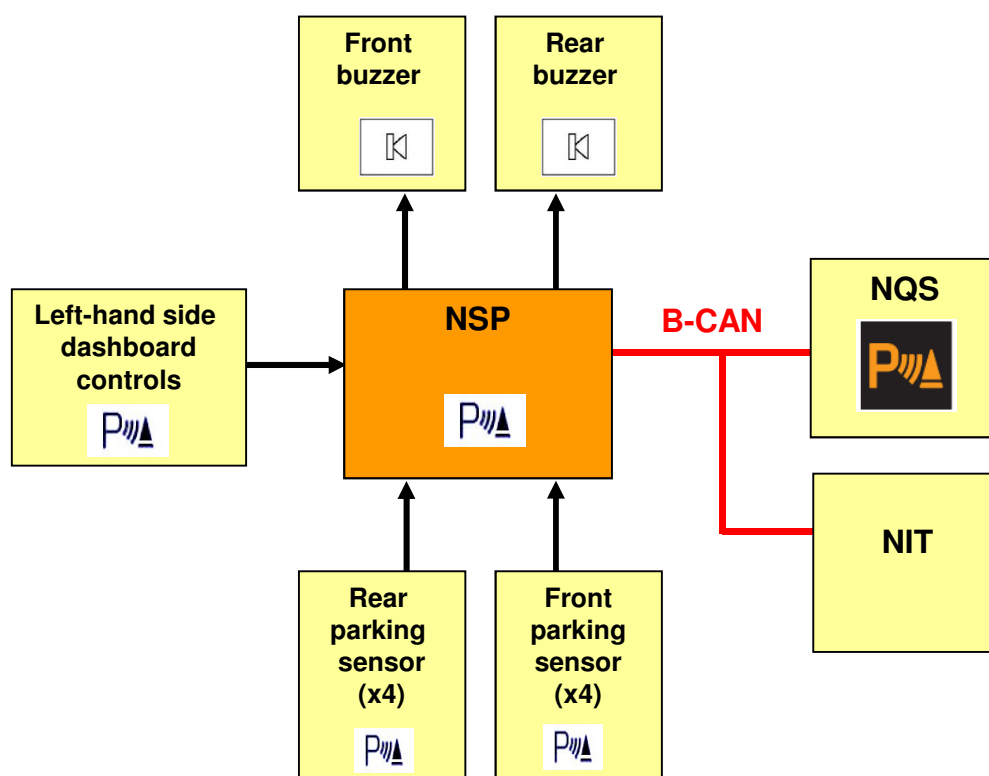 Front
buzzer
Rear
buzzer
Left-hand side
dashboard
controls
P
NSP
P
B-CAN
NQS
P
NIT
Rear
parking
sensor
(x4)
P
Front
parking
sensor
(x4)
P